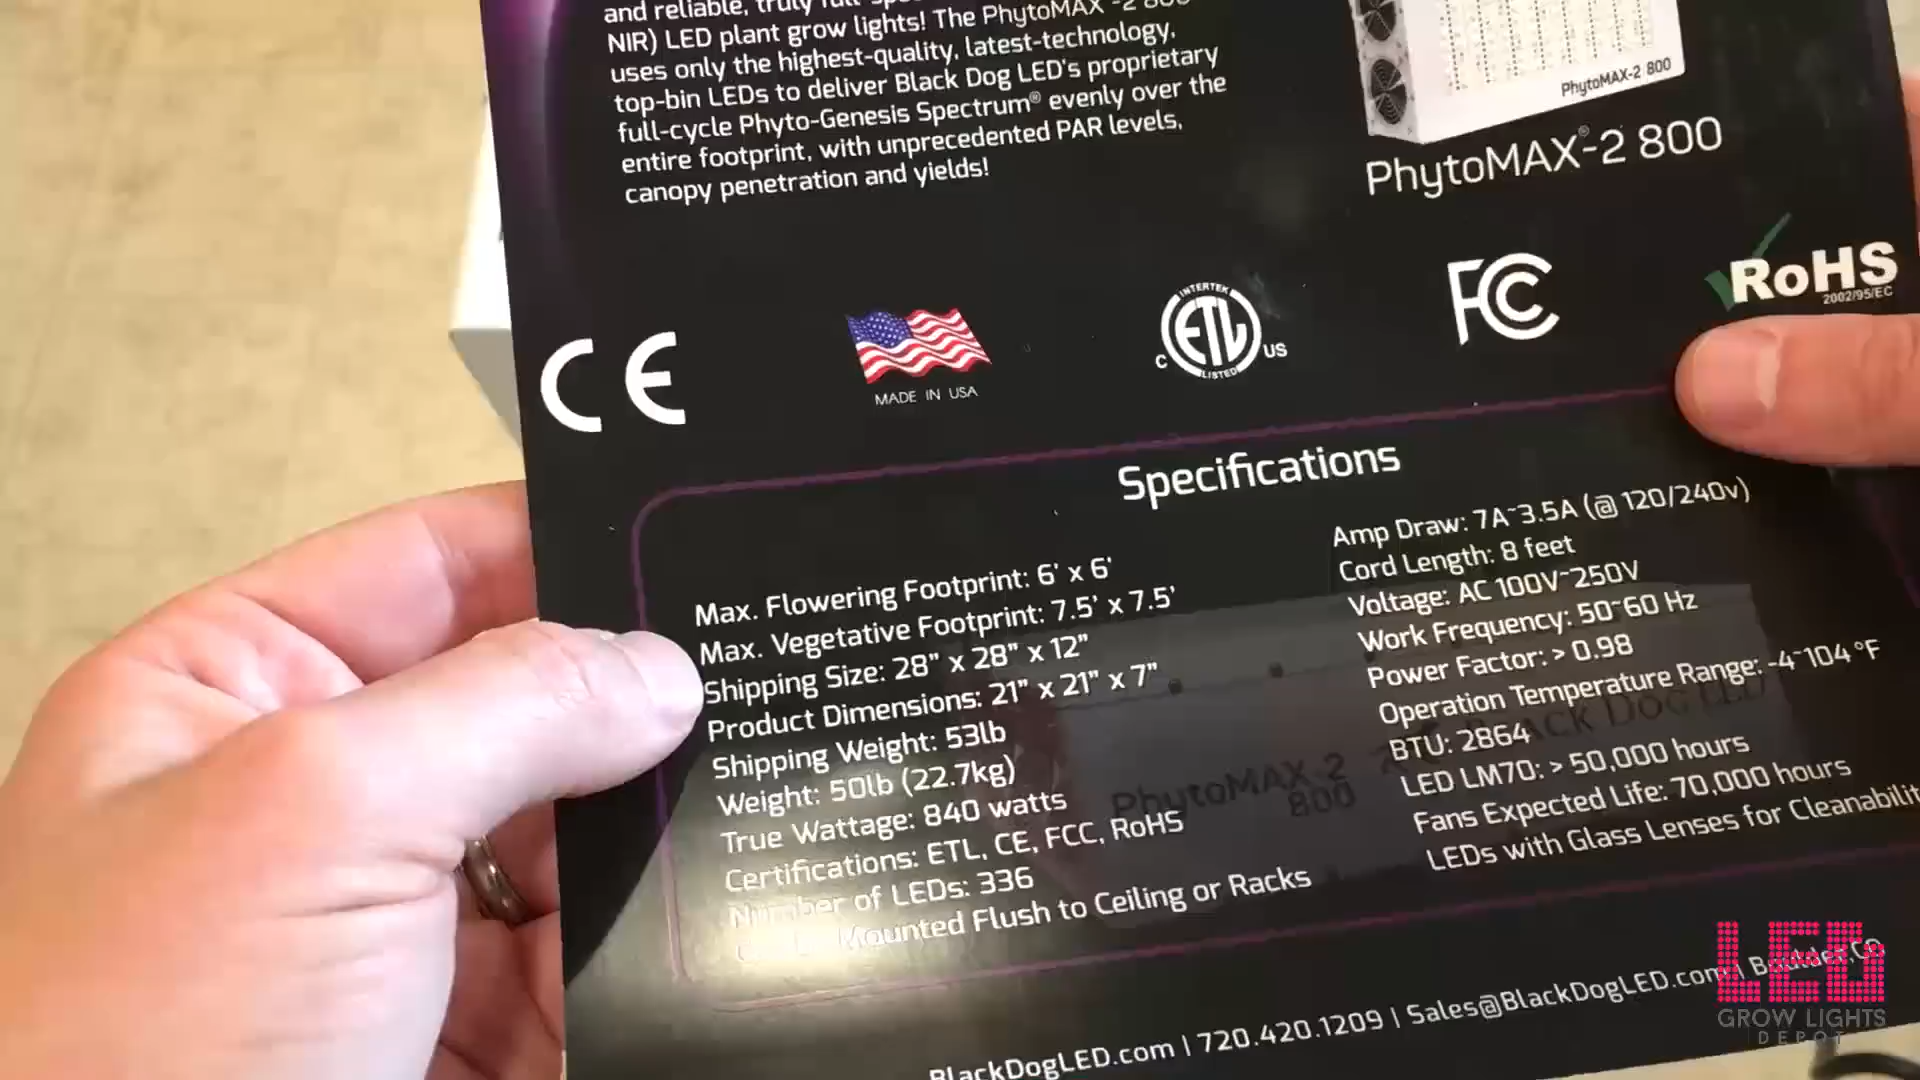 and reliable, truly full
NIR) LED plant grow lights! The PhytoMAX -2 800
uses only the highest-quality, latest-technology,
top-bin LEDs to deliver Black Dog LED's proprietary
full-cycle Phyto-Genesis Spectrum® evenly over the
entire footprint, with unprecedented PAR levels,
canopy penetration and yields!
PhytoMAX-2 800
PhytoMAX®-2 800
CE
MADE IN USA
INTERTEK
C ETL US
LISTED
FC
RoHS
2002/95/EC
Specifications
Max. Flowering Footprint: 6' x 6'
Max. Vegetative Footprint: 7.5' x 7.5'
Shipping Size: 28" x 28" x 12"
Product Dimensions: 21" x 21" x 7"
Shipping Weight: 53lb
Weight: 50lb (22.7kg)
True Wattage: 840 watts
Certifications: ETL, CE, FCC, RoHS
Number of LEDs: 336
Mounted Flush to Ceiling or Racks
Amp Draw: 7A~3.5A (@ 120/240v)
Cord Length: 8 feet
Voltage: AC 100V~250V
Work Frequency: 50~60 Hz
Power Factor: > 0.98
Operation Temperature Range: -4~104 °F
BTU: 2864
LED LM70: > 50,000 hours
Fans Expected Life: 70,000 hours
LEDs with Glass Lenses for Cleanabilit
PhytoMAX-2
800
BLACK DOG LED
BlackDogLED.com | 720.420.1209 | Sales@BlackDogLED.com | Boulder, CO
LED
GROW LIGHTS
DEPOT